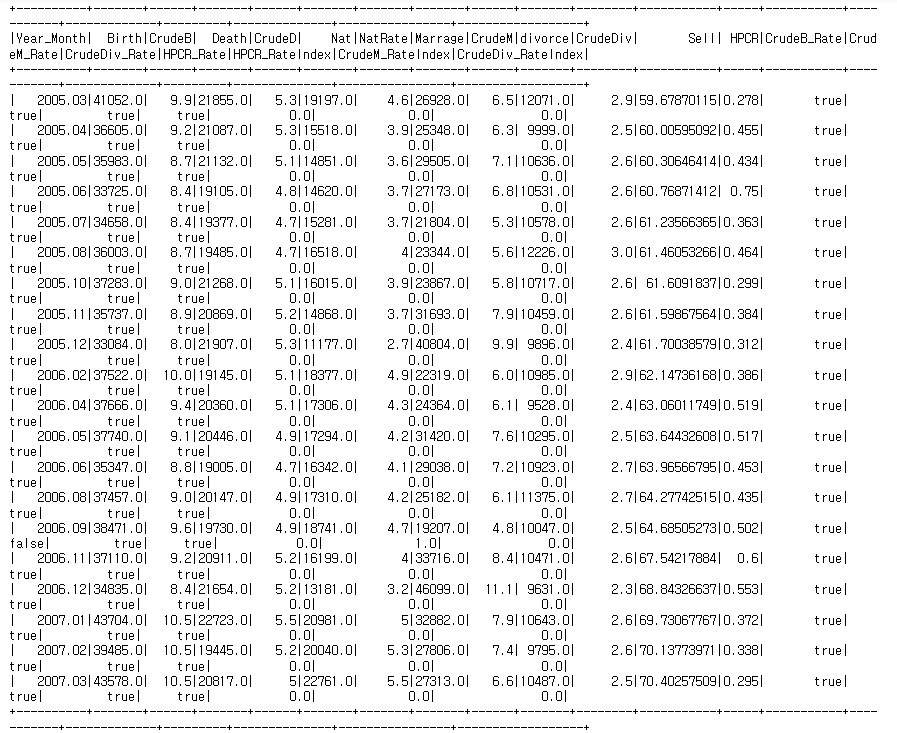 +----------+-------+------+-------+------+-------+-------+-------+------+-------+--------+-----------+-----+-----------+----
------+------------+---------+--------------+----------------+------------------+
|Year_Month|  Birth|CrudeB|  Death|CrudeD|    Nat|NatRate|Marrage|CrudeM|divorce|CrudeDiv|       Sell| HPCR|CrudeB_Rate|Crud
eM_Rate|CrudeDiv_Rate|HPCR_Rate|HPCR_RateIndex|CrudeM_RateIndex|CrudeDiv_RateIndex|
+----------+-------+------+-------+------+-------+-------+-------+------+-------+--------+-----------+-----+-----------+----
------+------------+---------+--------------+----------------+------------------+
|   2005.03|41052.0|   9.9|21855.0|   5.3|19197.0|    4.6|26928.0|   6.5|12071.0|     2.9|59.67870115|0.278|       true|
true|         true|     true|           0.0|             0.0|               0.0|
|   2005.04|36605.0|   9.2|21087.0|   5.3|15518.0|    3.9|25348.0|   6.3| 9999.0|     2.5|60.00595092|0.455|       true|
true|         true|     true|           0.0|             0.0|               0.0|
|   2005.05|35983.0|   8.7|21132.0|   5.1|14851.0|    3.6|29505.0|   7.1|10636.0|     2.6|60.30646414|0.434|       true|
true|         true|     true|           0.0|             0.0|               0.0|
|   2005.06|33725.0|   8.4|19105.0|   4.8|14620.0|    3.7|27173.0|   6.8|10531.0|     2.6|60.76871412| 0.75|       true|
true|         true|     true|           0.0|             0.0|               0.0|
|   2005.07|34658.0|   8.4|19377.0|   4.7|15281.0|    3.7|21804.0|   5.3|10578.0|     2.6|61.23566365|0.363|       true|
true|         true|     true|           0.0|             0.0|               0.0|
|   2005.08|36003.0|   8.7|19485.0|   4.7|16518.0|      4|23344.0|   5.6|12226.0|     3.0|61.46053266|0.464|       true|
true|         true|     true|           0.0|             0.0|               0.0|
|   2005.10|37283.0|   9.0|21268.0|   5.1|16015.0|    3.9|23867.0|   5.8|10717.0|     2.6| 61.6091837|0.299|       true|
true|         true|     true|           0.0|             0.0|               0.0|
|   2005.11|35737.0|   8.9|20869.0|   5.2|14868.0|    3.7|31693.0|   7.9|10459.0|     2.6|61.59867564|0.384|       true|
true|         true|     true|           0.0|             0.0|               0.0|
|   2005.12|33084.0|   8.0|21907.0|   5.3|11177.0|    2.7|40804.0|   9.9| 9896.0|     2.4|61.70038579|0.312|       true|
true|         true|     true|           0.0|             0.0|               0.0|
|   2006.02|37522.0|  10.0|19145.0|   5.1|18377.0|    4.9|22319.0|   6.0|10985.0|     2.9|62.14736168|0.386|       true|
true|         true|     true|           0.0|             0.0|               0.0|
|   2006.04|37666.0|   9.4|20360.0|   5.1|17306.0|    4.3|24364.0|   6.1| 9528.0|     2.4|63.06011749|0.519|       true|
true|         true|     true|           0.0|             0.0|               0.0|
|   2006.05|37740.0|   9.1|20446.0|   4.9|17294.0|    4.2|31420.0|   7.6|10295.0|     2.5|63.64432608|0.517|       true|
true|         true|     true|           0.0|             0.0|               0.0|
|   2006.06|35347.0|   8.8|19005.0|   4.7|16342.0|    4.1|29038.0|   7.2|10923.0|     2.7|63.96566795|0.453|       true|
true|         true|     true|           0.0|             0.0|               0.0|
|   2006.08|37457.0|   9.0|20147.0|   4.9|17310.0|    4.2|25182.0|   6.1|11375.0|     2.7|64.27742515|0.435|       true|
true|         true|     true|           0.0|             0.0|               0.0|
|   2006.09|38471.0|   9.6|19730.0|   4.9|18741.0|    4.7|19207.0|   4.8|10047.0|     2.5|64.68505273|0.502|       true|
false|         true|     true|           0.0|             1.0|               0.0|
|   2006.11|37110.0|   9.2|20911.0|   5.2|16199.0|      4|33716.0|   8.4|10471.0|     2.6|67.54217884|  0.6|       true|
true|         true|     true|           0.0|             0.0|               0.0|
|   2006.12|34835.0|   8.4|21654.0|   5.2|13181.0|    3.2|46099.0|  11.1| 9631.0|     2.3|68.84326637|0.553|       true|
true|         true|     true|           0.0|             0.0|               0.0|
|   2007.01|43704.0|  10.5|22723.0|   5.5|20981.0|      5|32882.0|   7.9|10643.0|     2.6|69.73067767|0.372|       true|
true|         true|     true|           0.0|             0.0|               0.0|
|   2007.02|39485.0|  10.5|19445.0|   5.2|20040.0|    5.3|27806.0|   7.4| 9795.0|     2.6|70.13773971|0.338|       true|
true|         true|     true|           0.0|             0.0|               0.0|
|   2007.03|43578.0|  10.5|20817.0|     5|22761.0|    5.5|27313.0|   6.6|10487.0|     2.5|70.40257509|0.295|       true|
true|         true|     true|           0.0|             0.0|               0.0|
+----------+-------+------+-------+------+-------+-------+-------+------+-------+--------+-----------+-----+-----------+----
------+------------+---------+--------------+----------------+------------------+